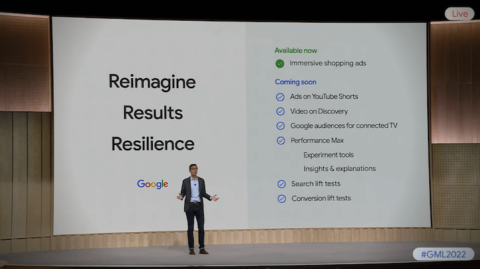 Live
Reimagine
Results
Resilience
Google
Available now
Immersive shopping ads
Coming soon
Ads on YouTube Shorts
Video on Discovery
Google audiences for connected TV
Performance Max
Experiment tools
Insights & explanations
Search lift tests
Conversion lift tests
#GML2022